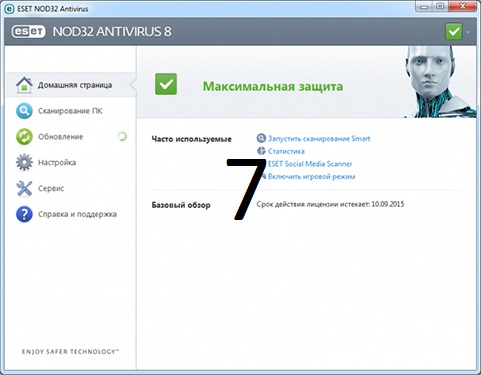 ESET NOD32 Antivirus
eset NOD32 ANTIVIRUS 8
Домашняя страница
Сканирование ПК
Обновление
Настройка
Сервис
Справка и поддержка
Максимальная защита
Часто используемые
Запустить сканирование Smart
Статистика
ESET Social Media Scanner
Включить игровой режим
7
Базовый обзор
Срок действия лицензии истекает: 10.09.2015
ENJOY SAFER TECHNOLOGY™